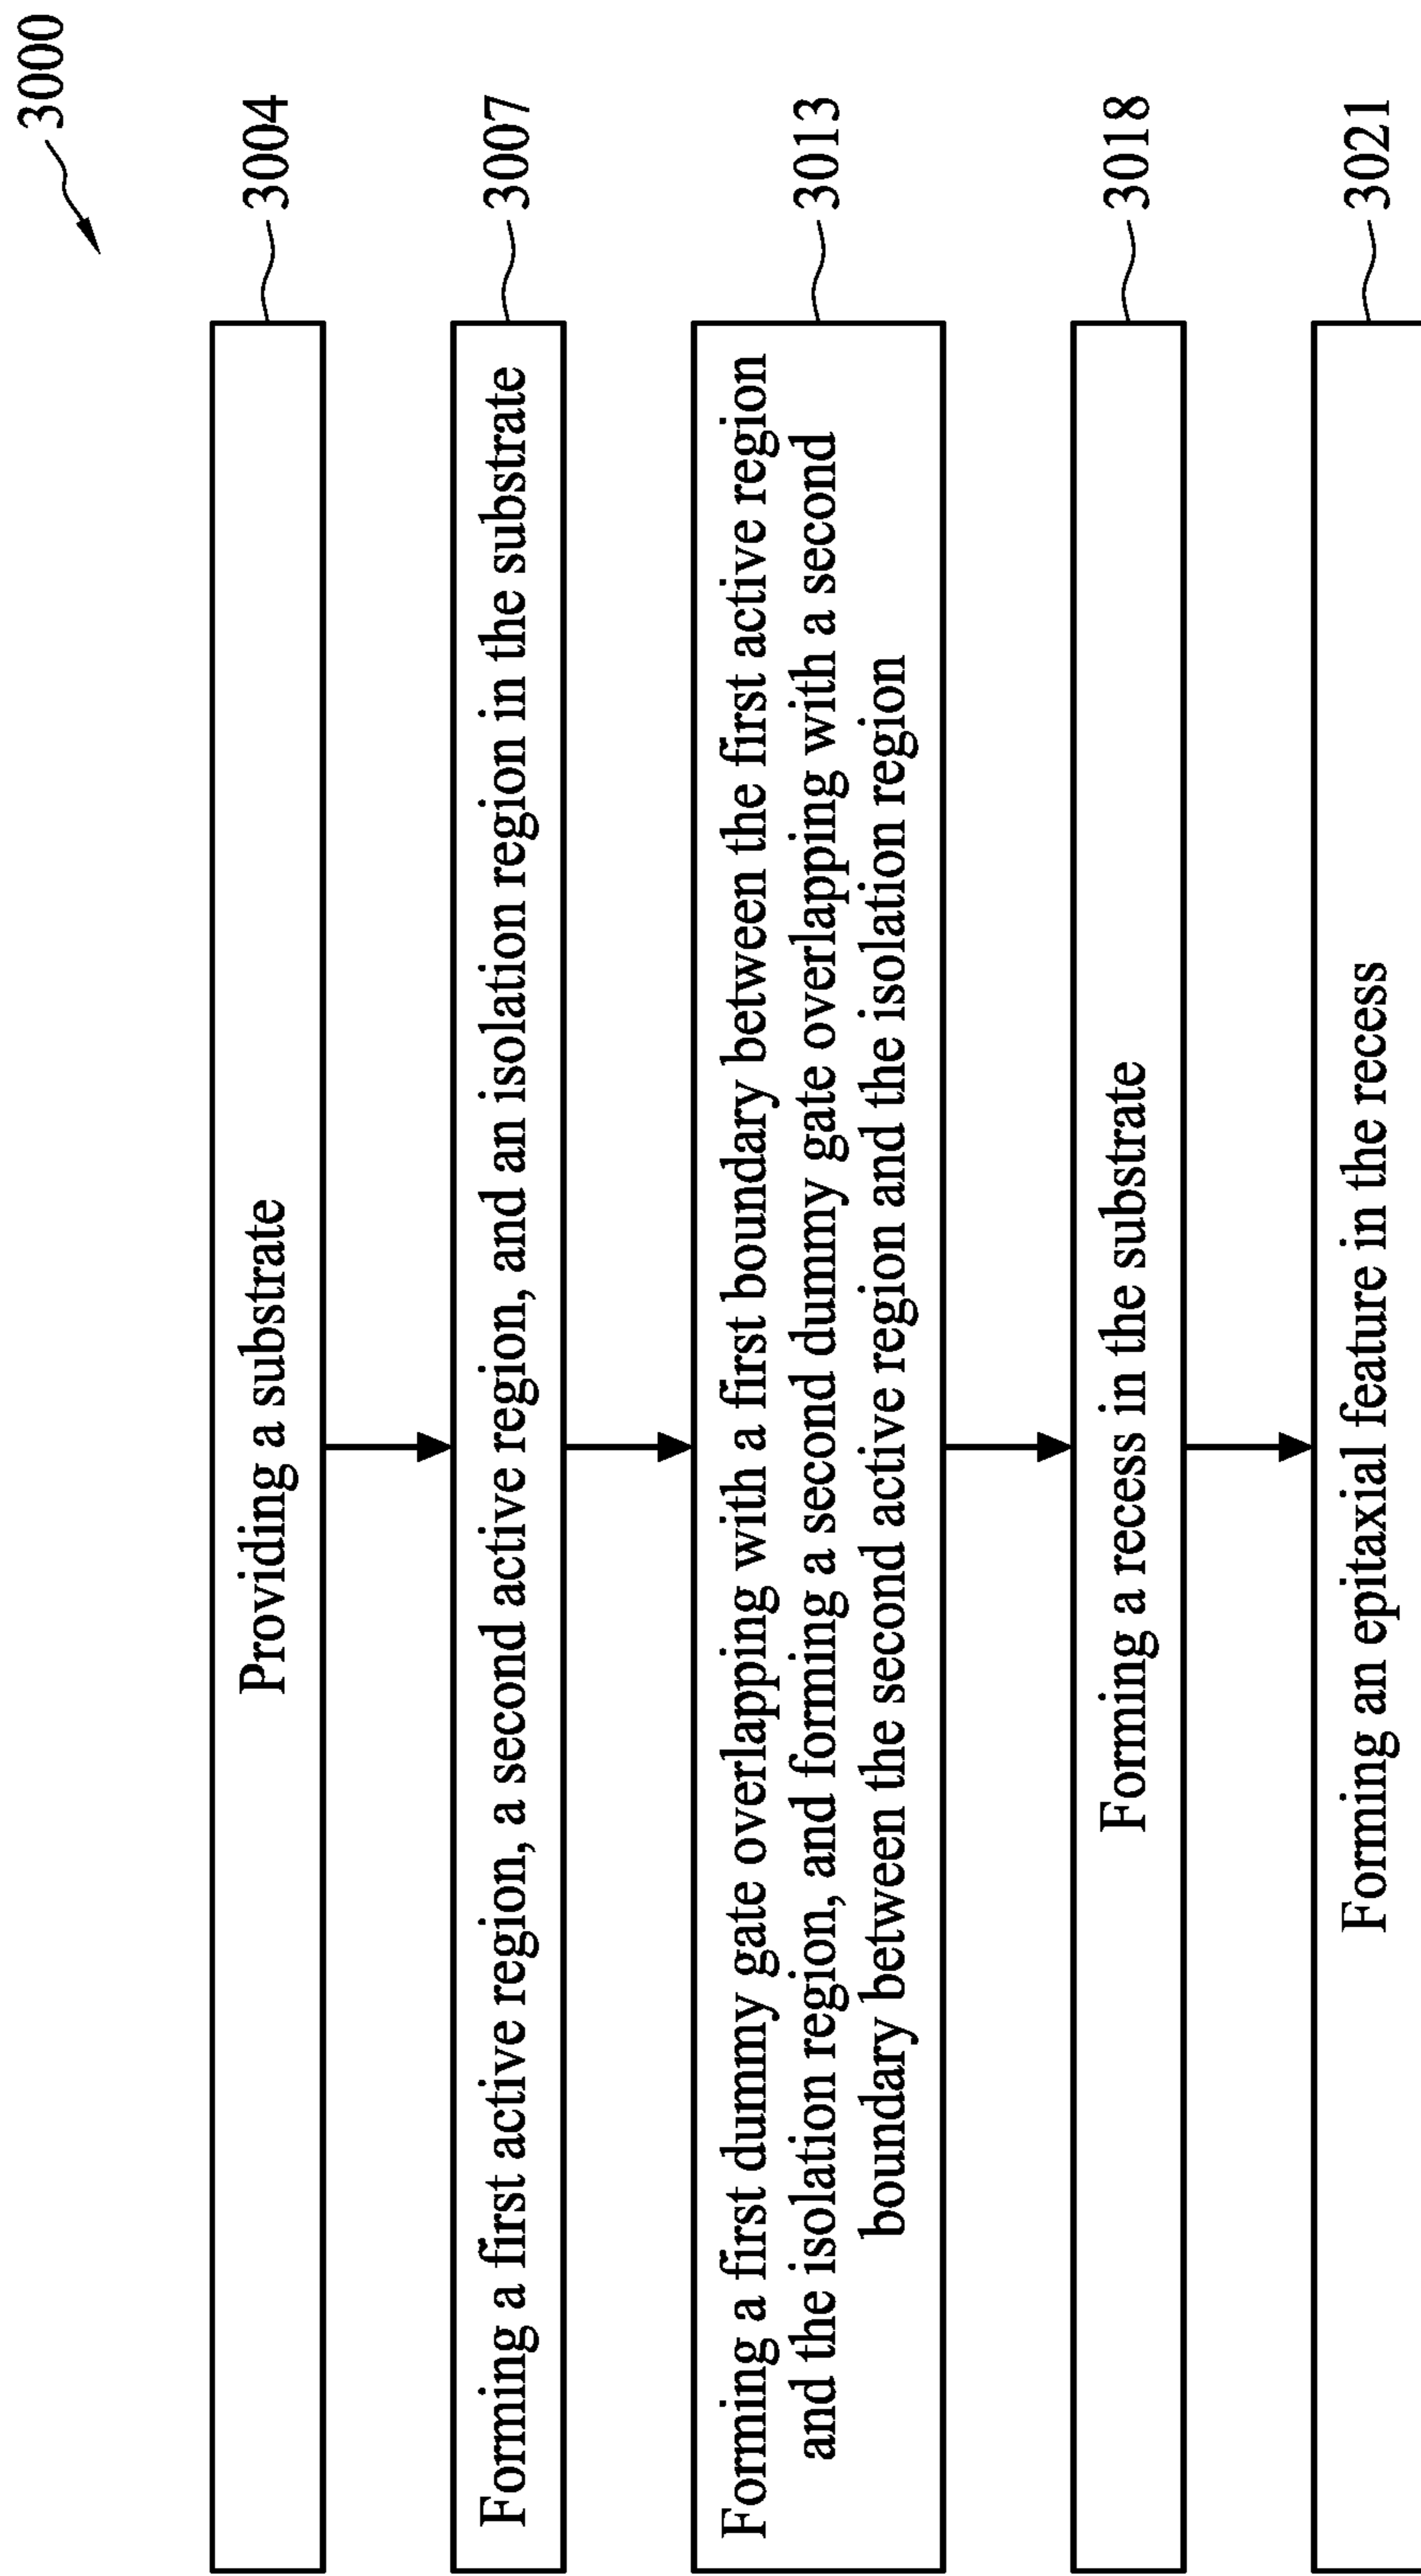 3000
Providing a substrate
3004
Forming a first active region, a second active region, and an isolation region in the substrate
3007
Forming a first dummy gate overlapping with a first boundary between the first active region
and the isolation region, and forming a second dummy gate overlapping with a second
boundary between the second active region and the isolation region
3013
Forming a recess in the substrate
3018
Forming an epitaxial feature in the recess
3021